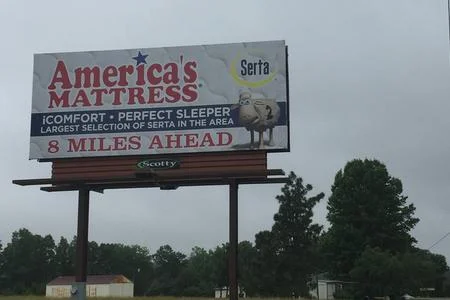 America's
MATTRESS
Serta
iCOMFORT • PERFECT SLEEPER
LARGEST SELECTION OF SERTA IN THE AREA
8 MILES AHEAD
Scotty